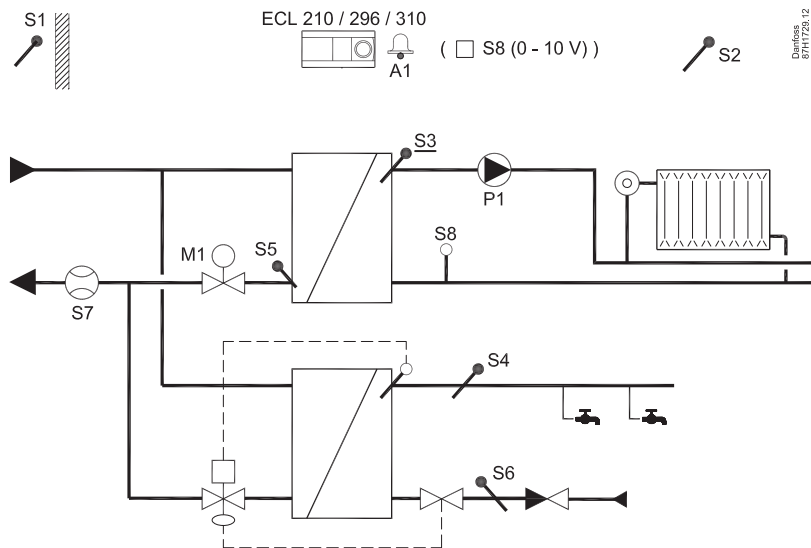 S1
ECL 210 / 296 / 310
A1
( S8 (0 - 10 V) )
S2
Danfoss
87H1729.12
S3
P1
S8
M1
S5
S7
S4
S6